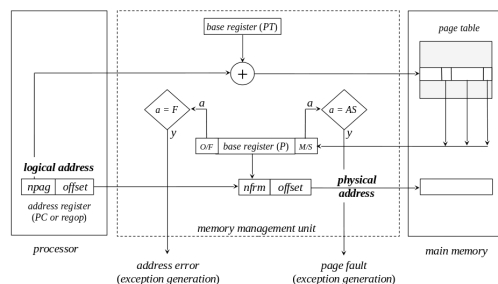 base register (PT)
page table
+
a = F
a
a
a = AS
y
O/F
base register (P)
M/S
y
logical address
npag
offset
nfrm
offset
physical
address
address register
(PC or regop)
memory management unit
processor
main memory
address error
(exception generation)
page fault
(exception generation)